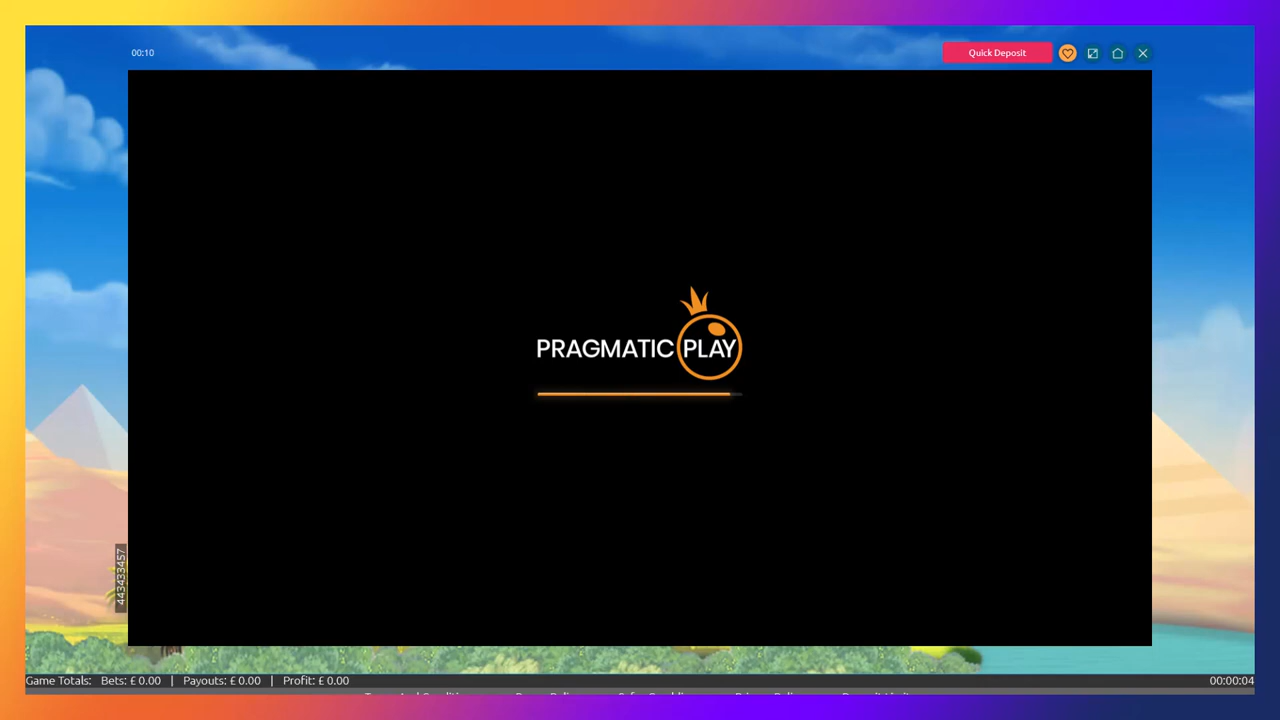 00:10
Quick Deposit
PRAGMATIC PLAY
443433457
Game Totals: Bets: £ 0.00 | Payouts: £ 0.00 | Profit: £ 0.00
00:00:04